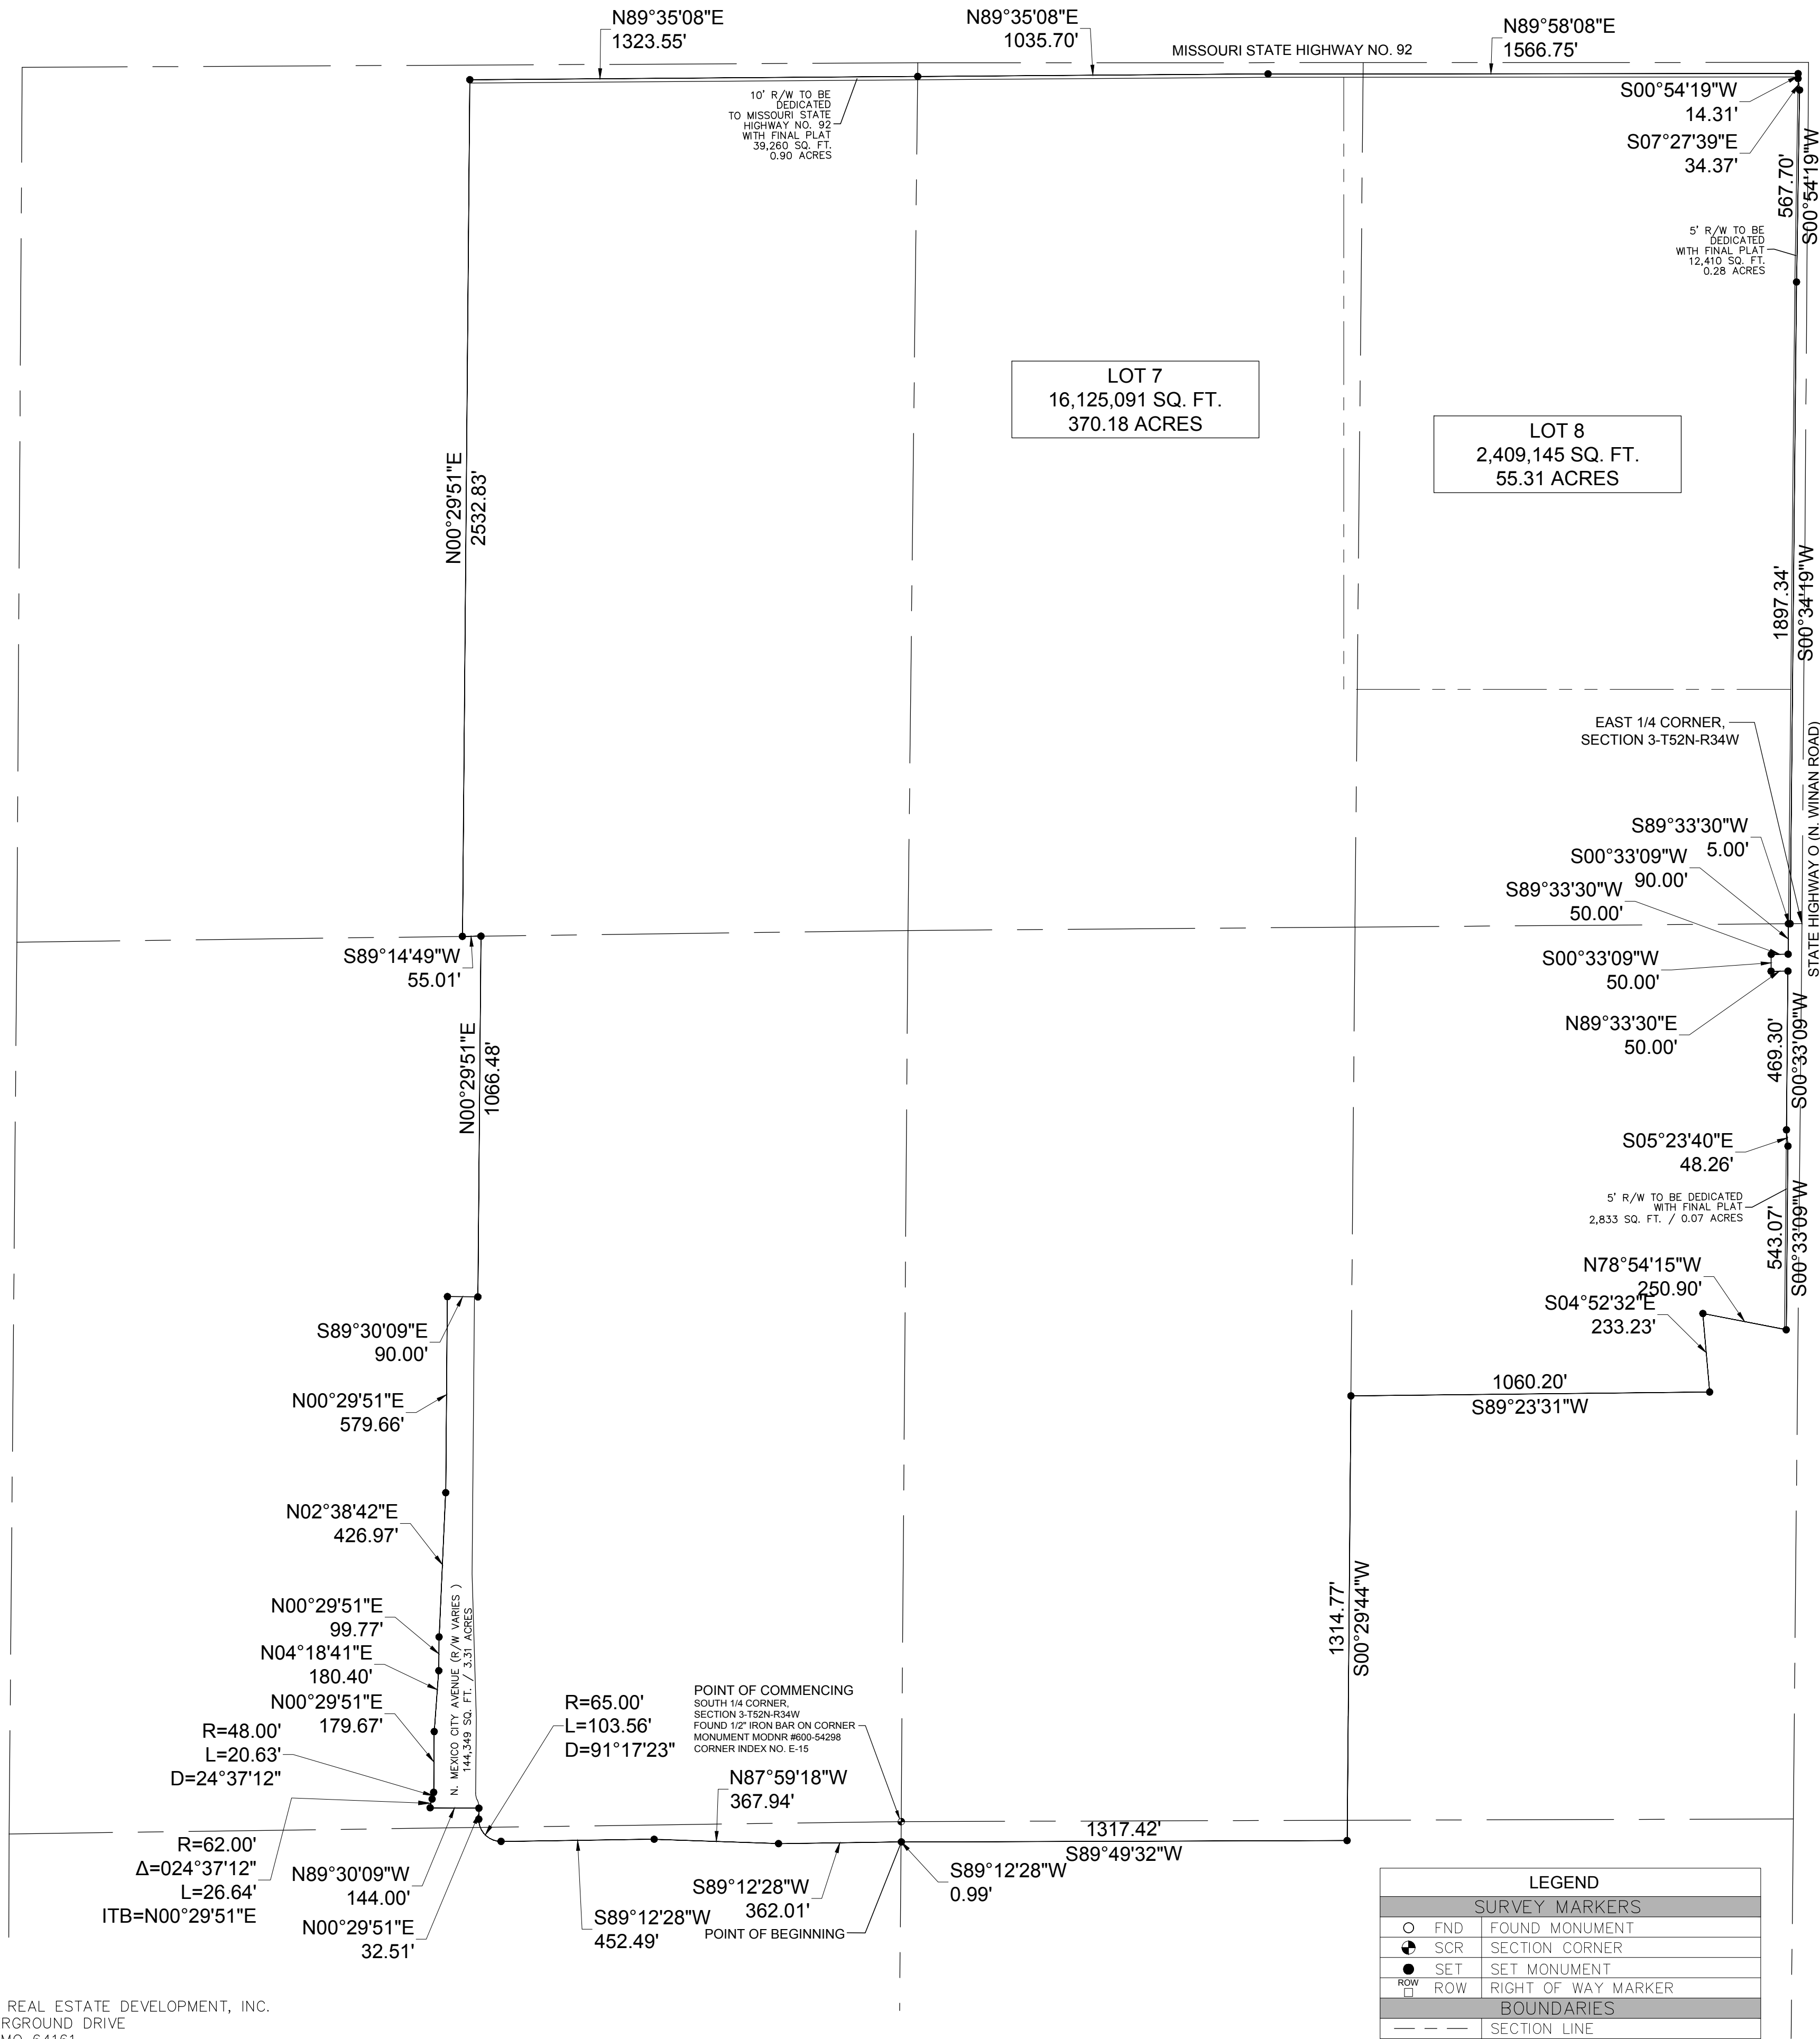 N89°35'08"E
1323.55'
N89°35'08"E
1035.70'
MISSOURI STATE HIGHWAY NO. 92
N89°58'08"E
1566.75'
10' R/W TO BE
DEDICATED
TO MISSOURI STATE
HIGHWAY NO. 92
WITH FINAL PLAT
39,260 SQ. FT.
0.90 ACRES
S00°54'19"W
14.31'
S07°27'39"E
34.37'
567.70'
S00°54'19"W
5' R/W TO BE
DEDICATED
WITH FINAL PLAT
12,410 SQ. FT.
0.28 ACRES
LOT 7
16,125,091 SQ. FT.
370.18 ACRES
LOT 8
2,409,145 SQ. FT.
55.31 ACRES
N00°29'51"E
2532.83'
1897.34'
S00°34'19"W
EAST 1/4 CORNER,
SECTION 3-T52N-R34W
STATE HIGHWAY O (N. WINAN ROAD)
S89°33'30"W
5.00'
S00°33'09"W
90.00'
S89°33'30"W
50.00'
S00°33'09"W
50.00'
N89°33'30"E
50.00'
S89°14'49"W
55.01'
N00°29'51"E
1066.48'
469.30'
S00°33'09"W
S05°23'40"E
48.26'
5' R/W TO BE DEDICATED
WITH FINAL PLAT
2,833 SQ. FT. / 0.07 ACRES
543.07'
S00°33'09"W
N78°54'15"W
250.90'
S04°52'32"E
233.23'
S89°30'09"E
90.00'
1060.20'
S89°23'31"W
N00°29'51"E
579.66'
N02°38'42"E
426.97'
N00°29'51"E
99.77'
N04°18'41"E
180.40'
N00°29'51"E
179.67'
N. MEXICO CITY AVENUE (R/W VARIES )
144,349 SQ. FT. / 3.31 ACRES
1314.77'
S00°29'44"W
R=48.00'
L=20.63'
D=24°37'12"
R=65.00'
L=103.56'
D=91°17'23"
POINT OF COMMENCING
SOUTH 1/4 CORNER,
SECTION 3-T52N-R34W
FOUND 1/2" IRON BAR ON CORNER
MONUMENT MODNR #600-54298
CORNER INDEX NO. E-15
N87°59'18"W
367.94'
R=62.00'
Δ=024°37'12"
L=26.64'
ITB=N00°29'51"E
N89°30'09"W
144.00'
N00°29'51"E
32.51'
S89°12'28"W
452.49'
S89°12'28"W
362.01'
POINT OF BEGINNING
1317.42'
S89°49'32"W
S89°12'28"W
0.99'
LEGEND
SURVEY MARKERS
FND FOUND MONUMENT
SCR SECTION CORNER
SET SET MONUMENT
ROW ROW RIGHT OF WAY MARKER
BOUNDARIES
SECTION LINE
REAL ESTATE DEVELOPMENT, INC.
RGROUND DRIVE
MO 64161